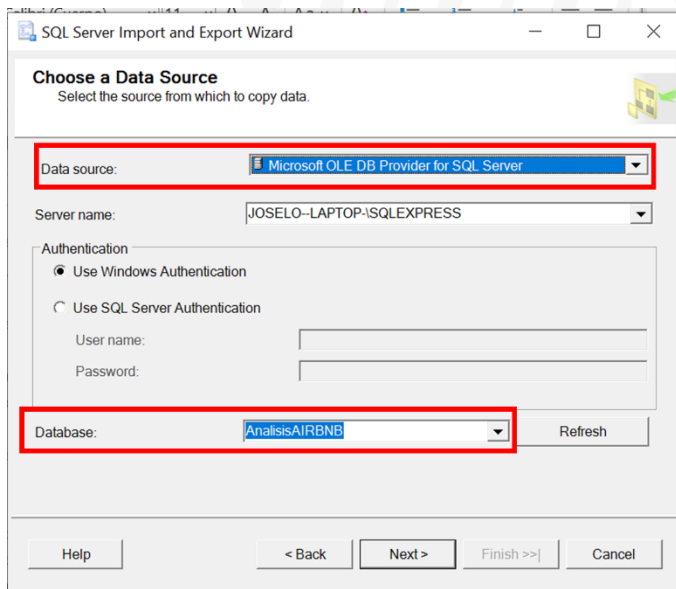 SQL Server Import and Export Wizard
Choose a Data Source
Select the source from which to copy data.
Data source:
Microsoft OLE DB Provider for SQL Server
Server name:
JOSELO--LAPTOP-\SQLEXPRESS
Authentication
Use Windows Authentication
Use SQL Server Authentication
User name:
Password:
Database:
AnalisisAIRBNB
Refresh
Help
< Back
Next >
Finish >>|
Cancel